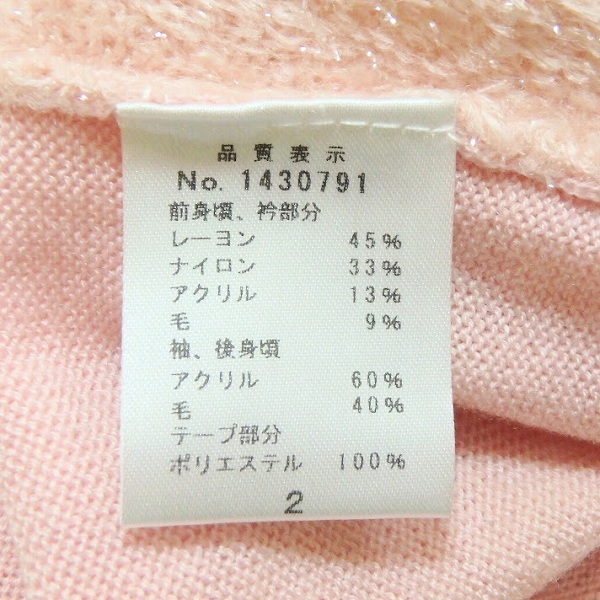 品質表示
No. 1430791
前身頃、衿部分
レーヨン 45%
ナイロン 33%
アクリル 13%
毛 9%
袖、後身頃
アクリル 60%
毛 40%
テープ部分
ポリエステル 100%
2